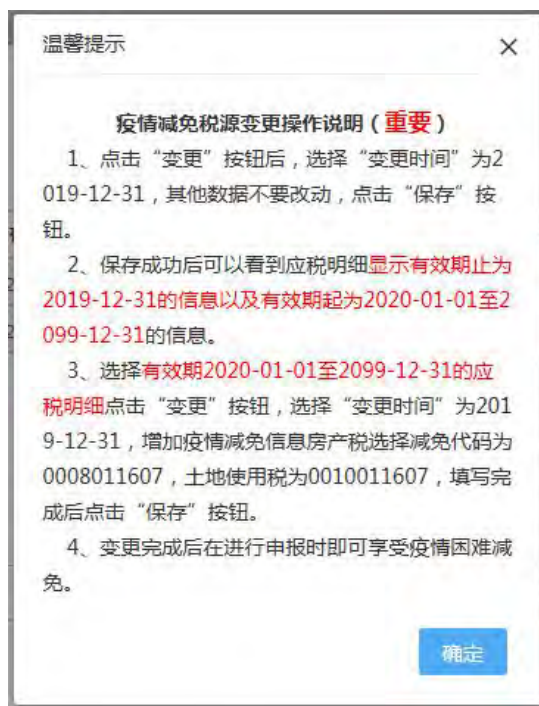 温馨提示
疫情减免税源变更操作说明（重要）
1、点击“变更”按钮后，选择“变更时间”为2
019-12-31，其他数据不要改动，点击“保存”按
钮。
2、保存成功后可以看到应税明细显示有效期止为
2019-12-31的信息以及有效期起为2020-01-01至2
099-12-31的信息。
3、选择有效期2020-01-01至2099-12-31的应
税明细点击“变更”按钮，选择“变更时间”为201
9-12-31，增加疫情减免信息房产税选择减免代码为
0008011607，土地使用税为0010011607，填写完
成后点击“保存”按钮。
4、变更完成后在进行申报时即可享受疫情困难减
免。
确定